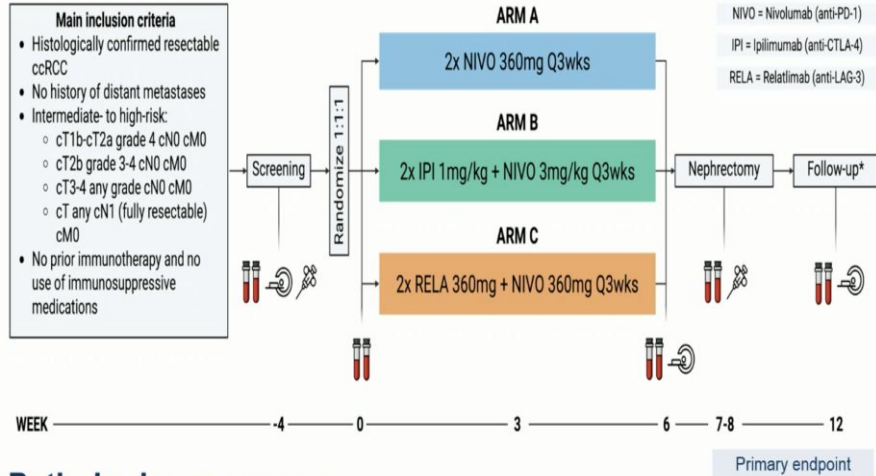 Main inclusion criteria
• Histologically confirmed resectable
ccRCC
• No history of distant metastases
• Intermediate- to high-risk:
○ cT1b-cT2a grade 4 cN0 cM0
○ cT2b grade 3-4 cN0 cM0
○ cT3-4 any grade cN0 cM0
○ cT any cN1 (fully resectable)
cM0
• No prior immunotherapy and no
use of immunosuppressive
medications
Screening
Randomize 1:1:1
ARM A
2x NIVO 360mg Q3wks
ARM B
2x IPI 1mg/kg + NIVO 3mg/kg Q3wks
ARM C
2x RELA 360mg + NIVO 360mg Q3wks
Nephrectomy
Follow-up*
NIVO = Nivolumab (anti-PD-1)
IPI = Ipilimumab (anti-CTLA-4)
RELA = Relatlimab (anti-LAG-3)
WEEK -4 0 3 6 7-8 12
Primary endpoint